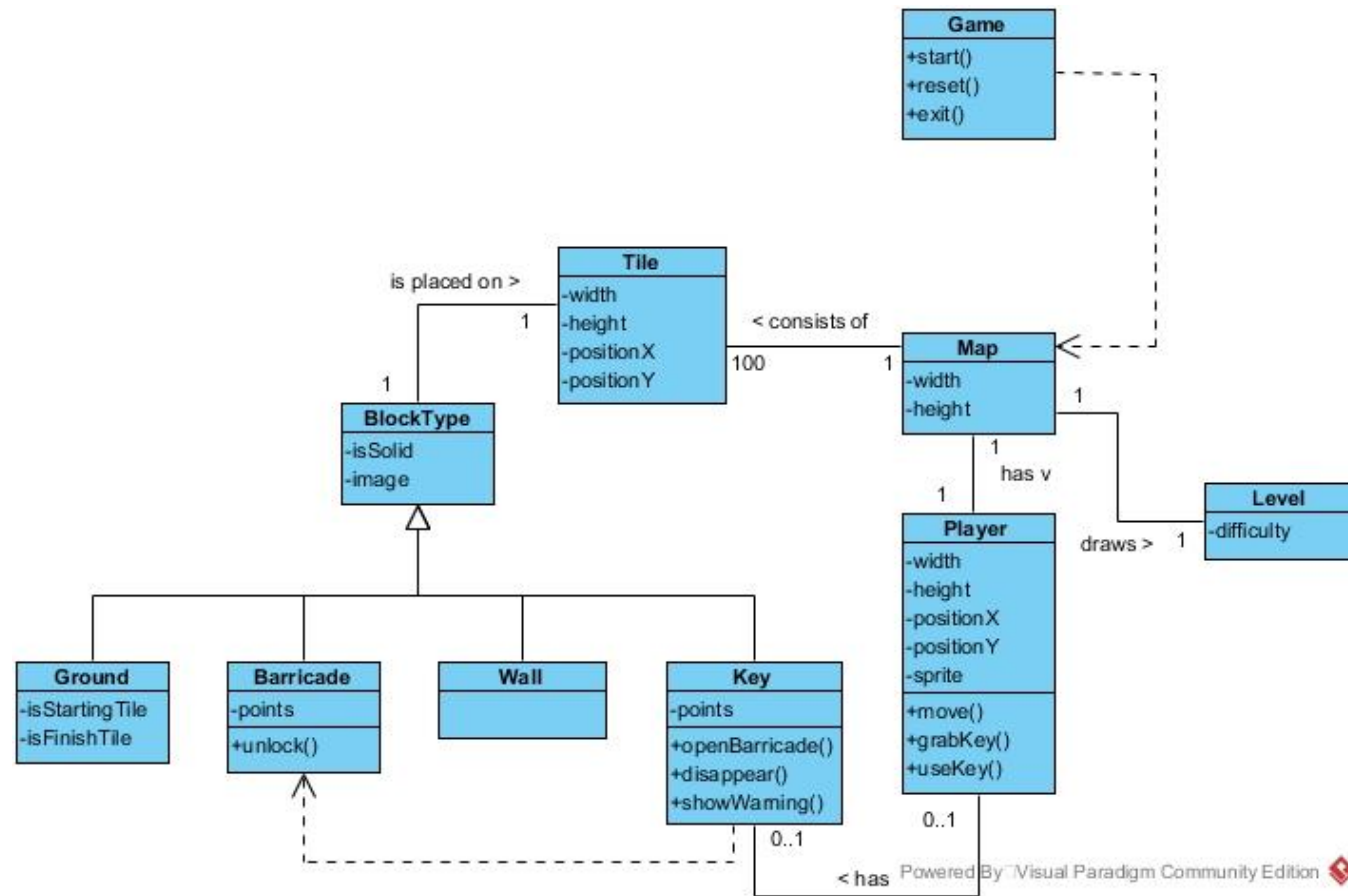 Game
+start()
+reset()
+exit()
Tile
-width
-height
-positionX
-positionY
is placed on >
1
1
< consists of
100
1
Map
-width
-height
1
1
has v
1
draws >
1
Level
-difficulty
BlockType
-isSolid
-image
Player
-width
-height
-positionX
-positionY
-sprite
+move()
+grabKey()
+useKey()
Ground
-isStartingTile
-isFinishTile
Barricade
-points
+unlock()
Wall
Key
-points
+openBarricade()
+disappear()
+showWarning()
0..1
0..1
< has
Powered By Visual Paradigm Community Edition